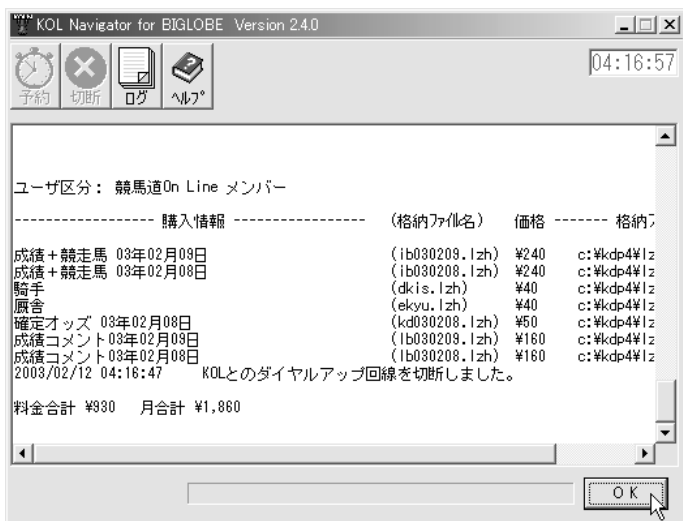 KOL Navigator for BIGLOBE Version 2.4.0
予約 切断 ログ ヘルプ
04:16:57
ユーザ区分： 競馬道On Line メンバー
------------------ 購入情報 ----------------- (格納ファイル名) 価格 ------- 格納フ
成績＋競走馬 03年02月09日 (ib030209.lzh) ¥240 c:¥kdp4¥lz
成績＋競走馬 03年02月08日 (ib030208.lzh) ¥240 c:¥kdp4¥lz
騎手 (dkis.lzh) ¥40 c:¥kdp4¥lz
厩舎 (ekyu.lzh) ¥40 c:¥kdp4¥lz
確定オッズ 03年02月08日 (kd030208.lzh) ¥50 c:¥kdp4¥lz
成績コメント03年02月09日 (lb030209.lzh) ¥160 c:¥kdp4¥lz
成績コメント03年02月08日 (lb030208.lzh) ¥160 c:¥kdp4¥lz
2003/02/12 04:16:47 KOLとのダイヤルアップ回線を切断しました。
料金合計 ¥930 月合計 ¥1,860
OK